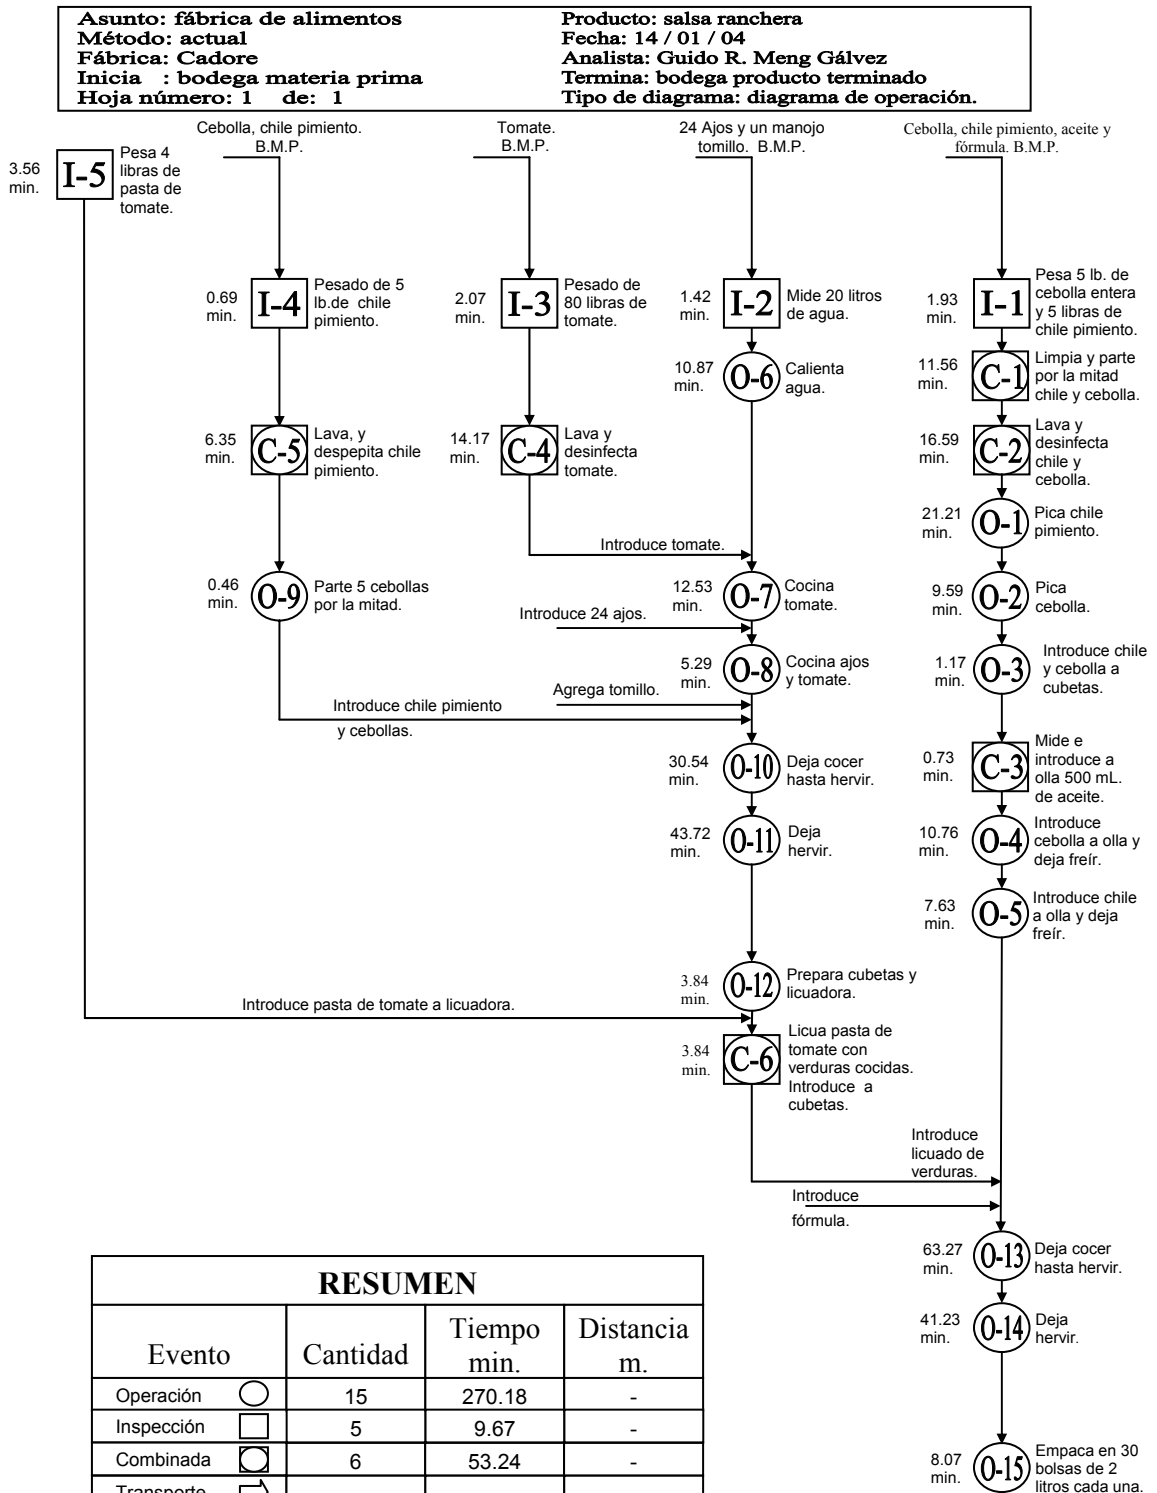 Asunto: fábrica de alimentos
Método: actual
Fábrica: Cadore
Inicia : bodega materia prima
Hoja número: 1 de: 1
Producto: salsa ranchera
Fecha: 14 / 01 / 04
Analista: Guido R. Meng Gálvez
Termina: bodega producto terminado
Tipo de diagrama: diagrama de operación.
3.56
min.
I-5
Pesa 4
libras de
pasta de
tomate.
Cebolla, chile pimiento.
B.M.P.
0.69
min.
I-4
Pesado de 5
lb.de chile
pimiento.
6.35
min.
C-5
Lava, y
despepita chile
pimiento.
0.46
min.
O-9
Parte 5 cebollas
por la mitad.
Introduce chile pimiento
y cebollas.
Tomate.
B.M.P.
2.07
min.
I-3
Pesado de
80 libras de
tomate.
14.17
min.
C-4
Lava y
desinfecta
tomate.
Introduce tomate.
24 Ajos y un manojo
tomillo. B.M.P.
1.42
min.
I-2
Mide 20 litros
de agua.
10.87
min.
O-6
Calienta
agua.
12.53
min.
O-7
Cocina
tomate.
Introduce 24 ajos.
5.29
min.
O-8
Cocina ajos
y tomate.
Agrega tomillo.
30.54
min.
O-10
Deja cocer
hasta hervir.
43.72
min.
O-11
Deja
hervir.
3.84
min.
O-12
Prepara cubetas y
licuadora.
Introduce pasta de tomate a licuadora.
3.84
min.
C-6
Licua pasta de
tomate con
verduras cocidas.
Introduce a
cubetas.
Cebolla, chile pimiento, aceite y
fórmula. B.M.P.
1.93
min.
I-1
Pesa 5 lb. de
cebolla entera
y 5 libras de
chile pimiento.
11.56
min.
C-1
Limpia y parte
por la mitad
chile y cebolla.
16.59
min.
C-2
Lava y
desinfecta
chile y
cebolla.
21.21
min.
O-1
Pica chile
pimiento.
9.59
min.
O-2
Pica
cebolla.
1.17
min.
O-3
Introduce chile
y cebolla a
cubetas.
0.73
min.
C-3
Mide e
introduce a
olla 500 mL.
de aceite.
10.76
min.
O-4
Introduce
cebolla a olla y
deja freír.
7.63
min.
O-5
Introduce chile
a olla y deja
freír.
Introduce
licuado de
verduras.
Introduce
fórmula.
63.27
min.
O-13
Deja cocer
hasta hervir.
41.23
min.
O-14
Deja
hervir.
8.07
min.
O-15
Empaca en 30
bolsas de 2
litros cada una.
RESUMEN
Evento Cantidad Tiempo min. Distancia m.
Operación 15 270.18 -
Inspección 5 9.67 -
Combinada 6 53.24 -
Transporte